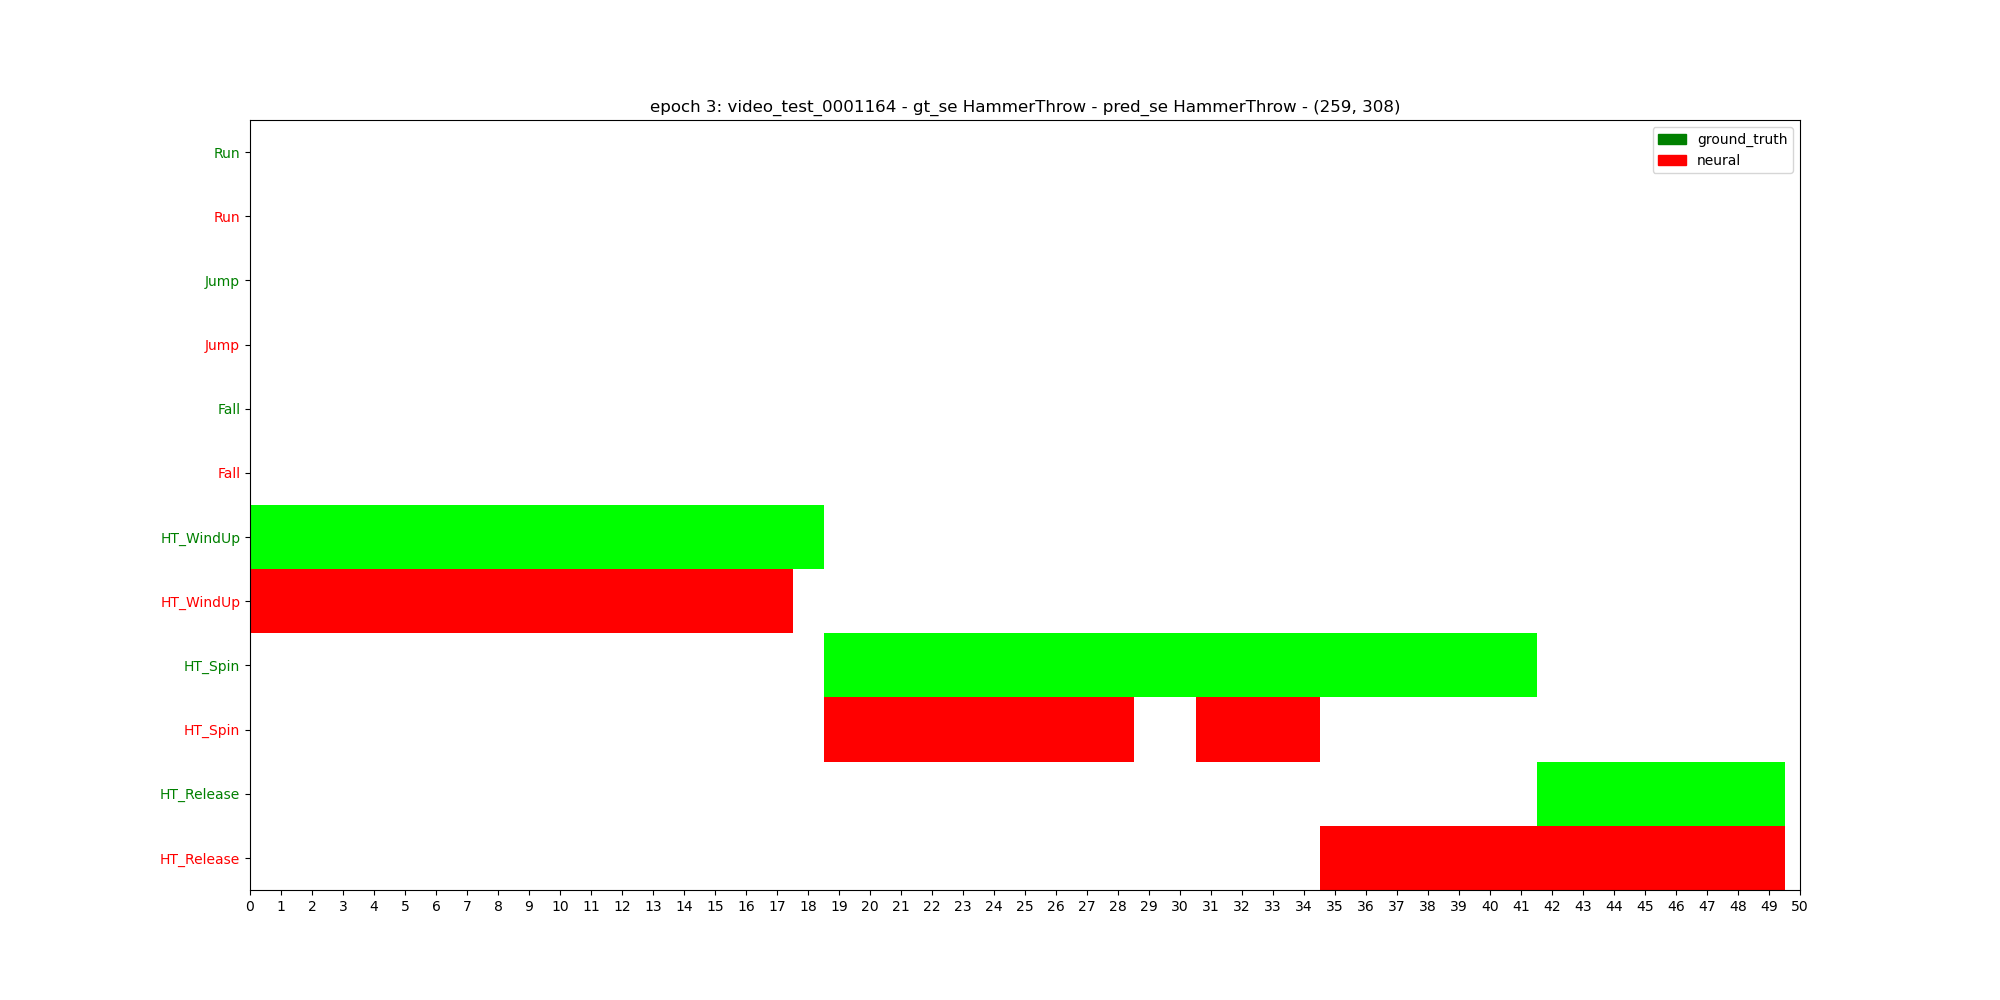 epoch 3: video_test_0001164 - gt_se HammerThrow - pred_se HammerThrow - (259, 308)
ground_truth
neural
Run
Run
Jump
Jump
Fall
Fall
HT_WindUp
HT_WindUp
HT_Spin
HT_Spin
HT_Release
HT_Release
0 1 2 3 4 5 6 7 8 9 10 11 12 13 14 15 16 17 18 19 20 21 22 23 24 25 26 27 28 29 30 31 32 33 34 35 36 37 38 39 40 41 42 43 44 45 46 47 48 49 50